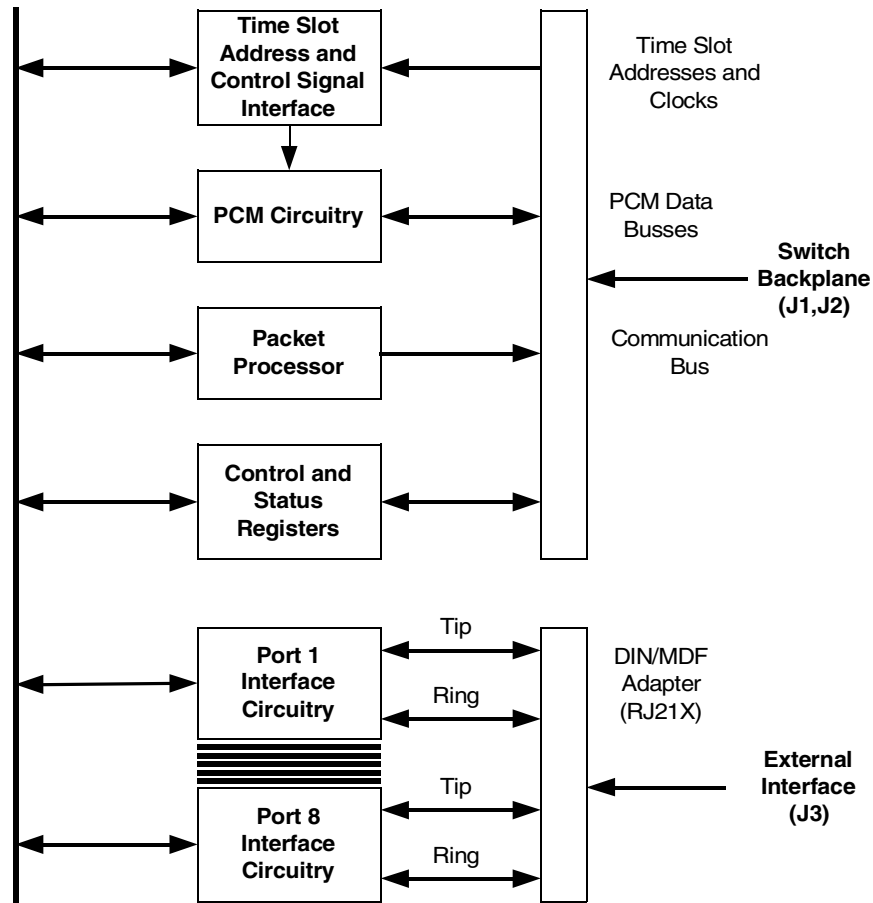 Time Slot
Address and
Control Signal
Interface
Time Slot
Addresses and
Clocks
PCM Circuitry
PCM Data
Busses
Switch
Backplane
(J1,J2)
Packet
Processor
Communication
Bus
Control and
Status
Registers
Port 1
Interface
Circuitry
Tip
Ring
DIN/MDF
Adapter
(RJ21X)
External
Interface
(J3)
Port 8
Interface
Circuitry
Tip
Ring